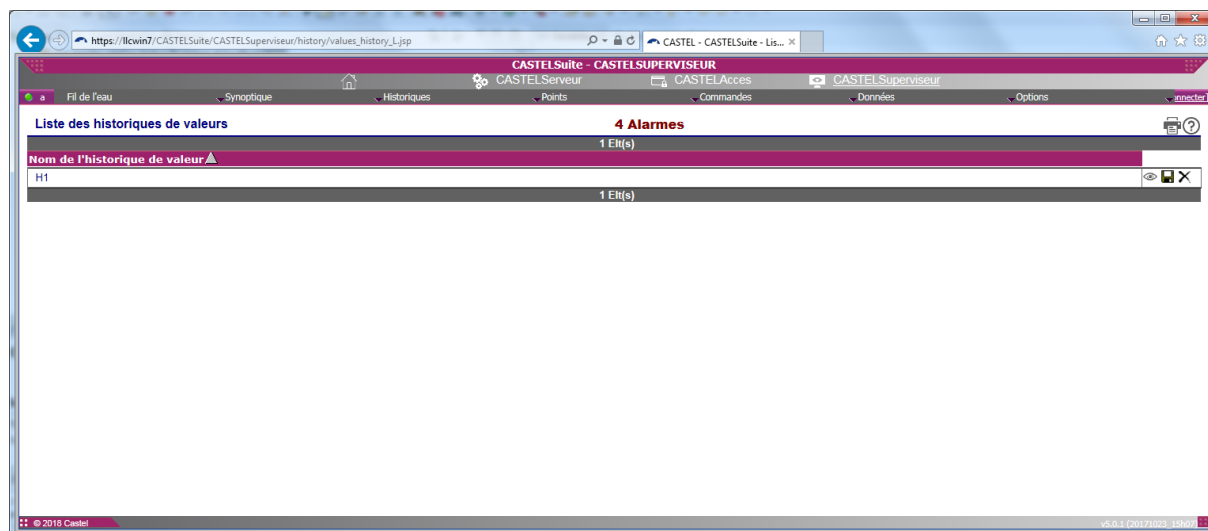 https://llcwin7/CASTELSuite/CASTELSuperviseur/history/values_history_L.jsp
CASTEL - CASTELSuite - Lis...
CASTELSuite - CASTELSUPERVISEUR
CASTELServeur CASTELAcces CASTELSuperviseur
a Fil de l'eau Synoptique Historiques Points Commandes Données Options
Liste des historiques de valeurs 4 Alarmes
1 Elt(s)
Nom de l'historique de valeur
H1
1 Elt(s)
© 2018 Castel v5.0.1 (20171023_15h07)